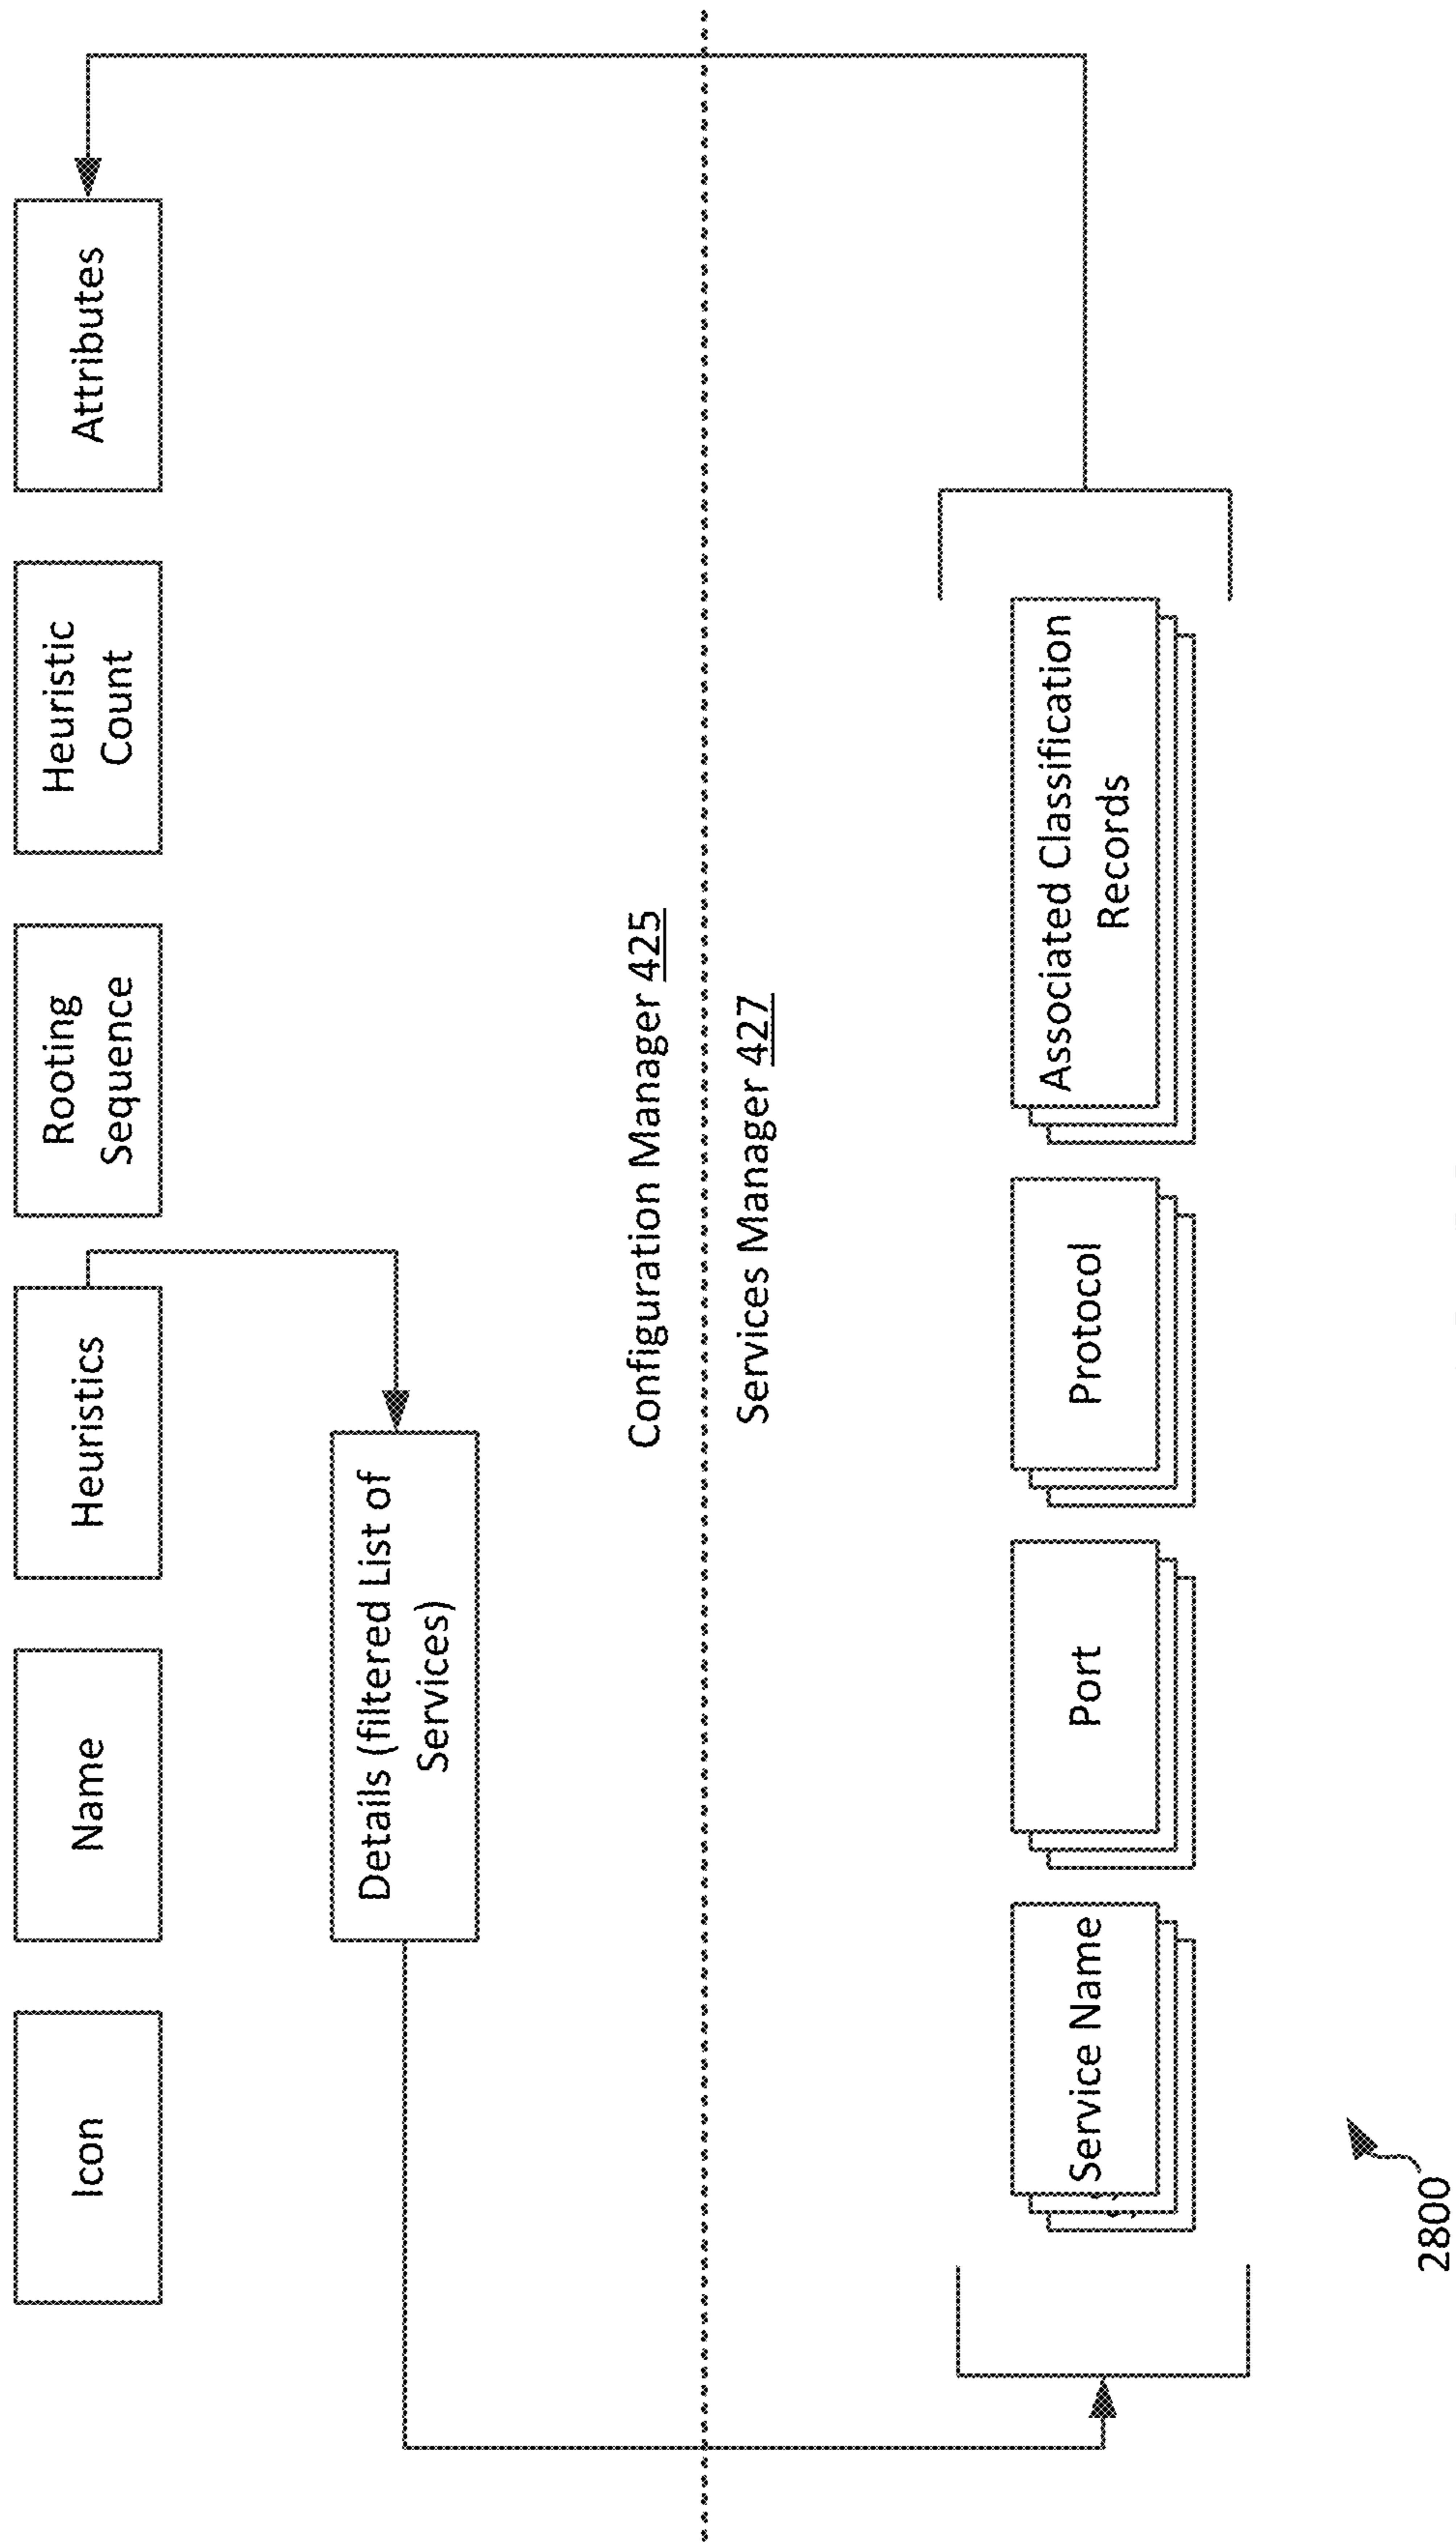 Icon
Name
Heuristics
Rooting
Sequence
Heuristic
Count
Attributes
Details (filtered List of
Services)
Configuration Manager 425
Services Manager 427
Service Name
Port
Protocol
Associated Classification
Records
2800